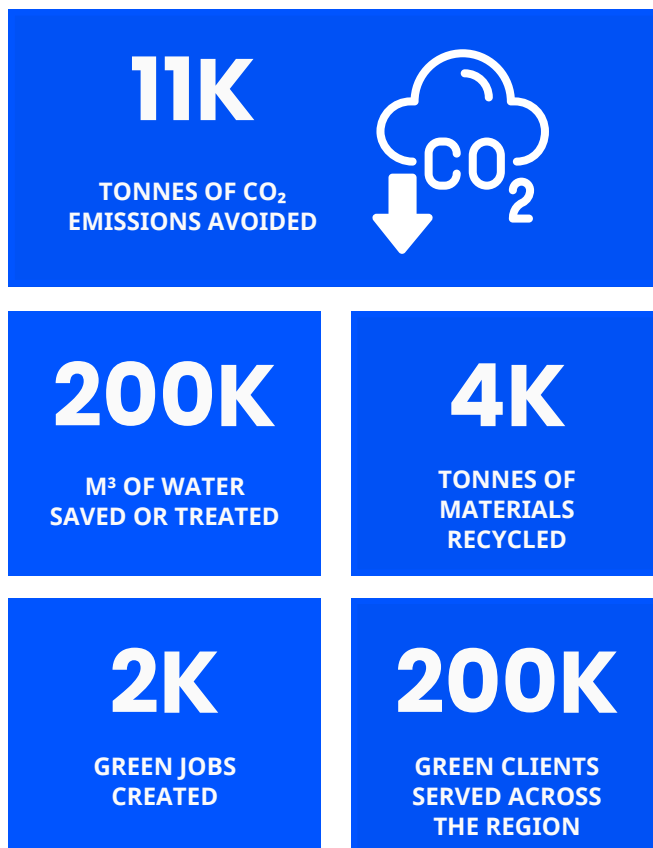 11K
TONNES OF CO₂
EMISSIONS AVOIDED
CO₂
200K
M³ OF WATER
SAVED OR TREATED
4K
TONNES OF
MATERIALS
RECYCLED
2K
GREEN JOBS
CREATED
200K
GREEN CLIENTS
SERVED ACROSS
THE REGION